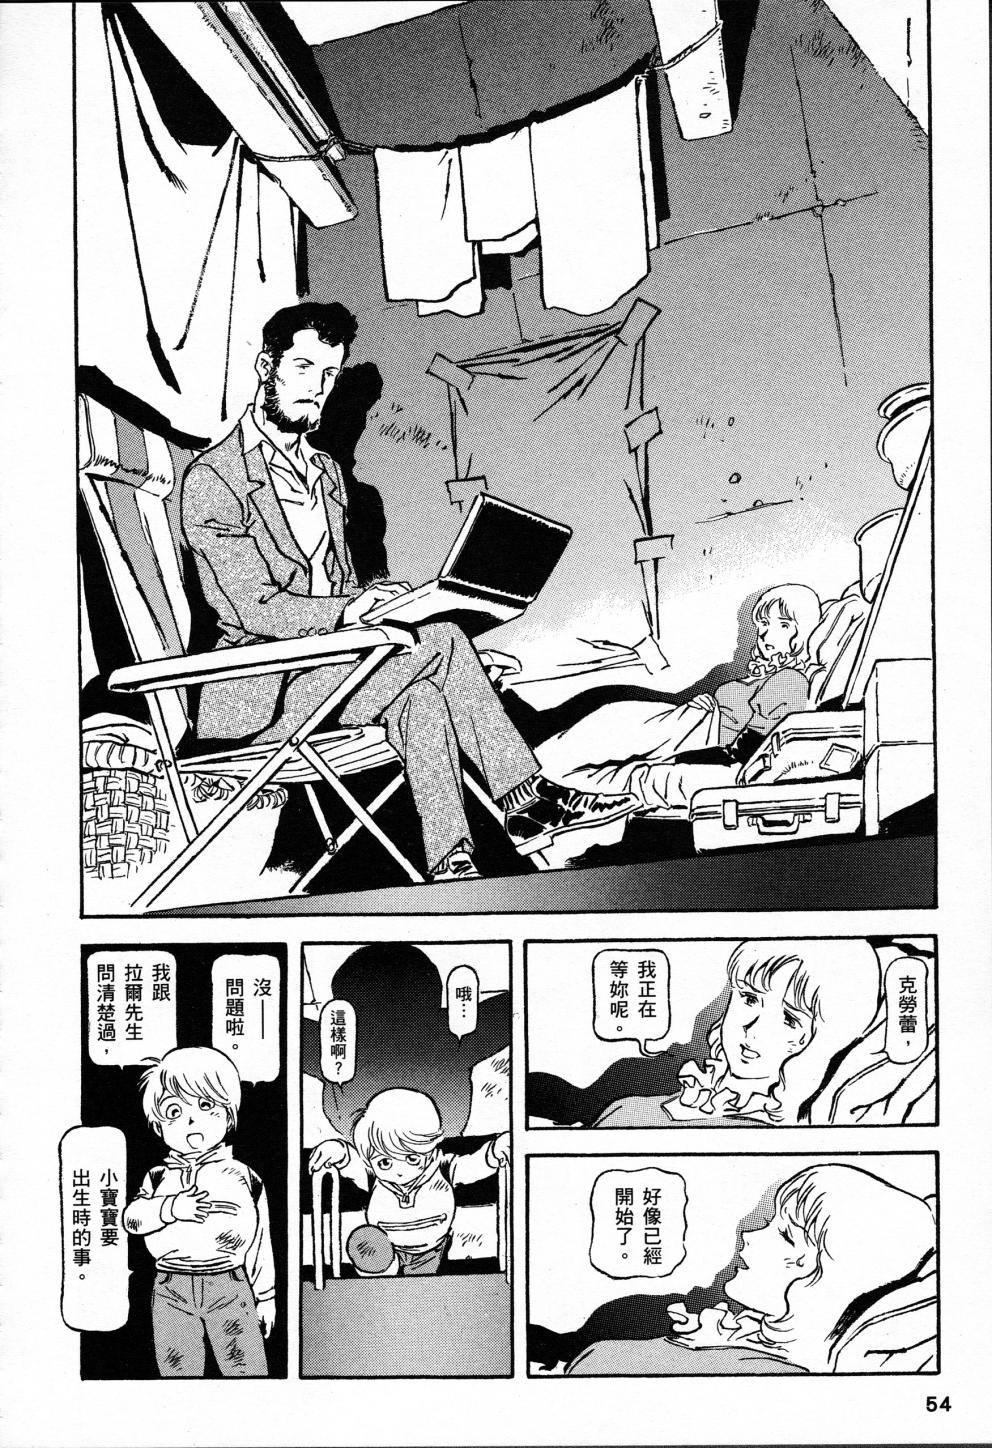 克勞蕾，
我正在
等妳呢。
好像已經
開始了。
哦…
這樣啊？
沒——
問題啦。
我跟
拉爾先生
問清楚過，
小寶寶要
出生時的事。
54